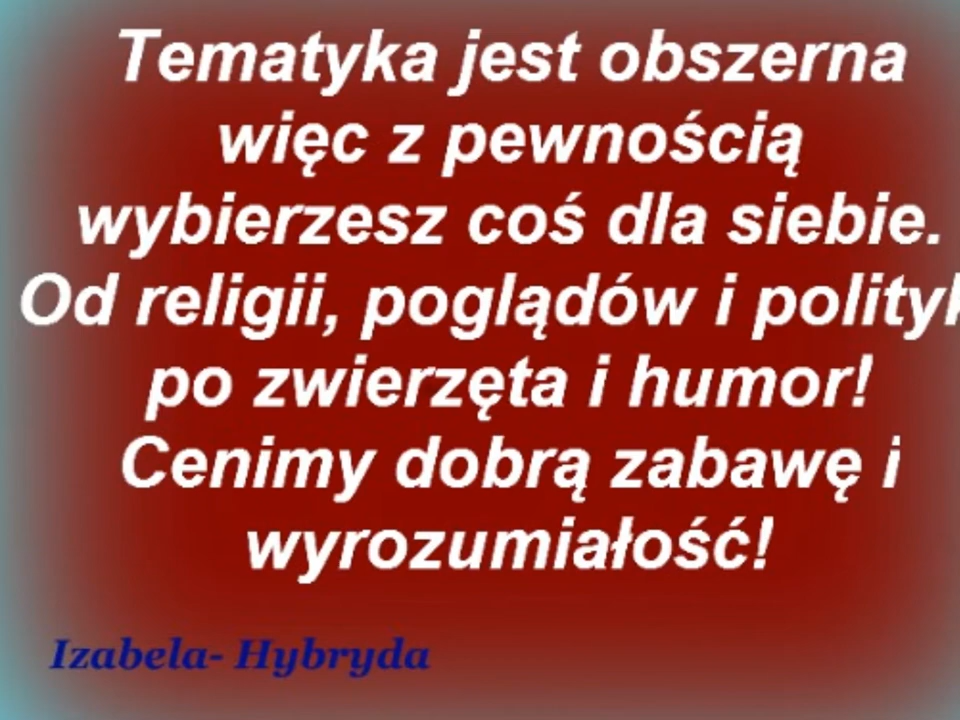 Tematyka jest obszerna
więc z pewnością
wybierzesz coś dla siebie.
Od religii, poglądów i polityk
po zwierzęta i humor!
Cenimy dobrą zabawę i
wyrozumiałość!
Izabela- Hybryda